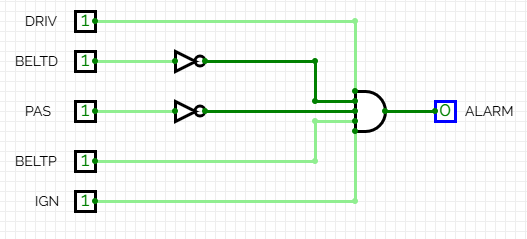 DRIV 1
BELTD 1
PAS 1 0 ALARM
BELTP 1
IGN 1